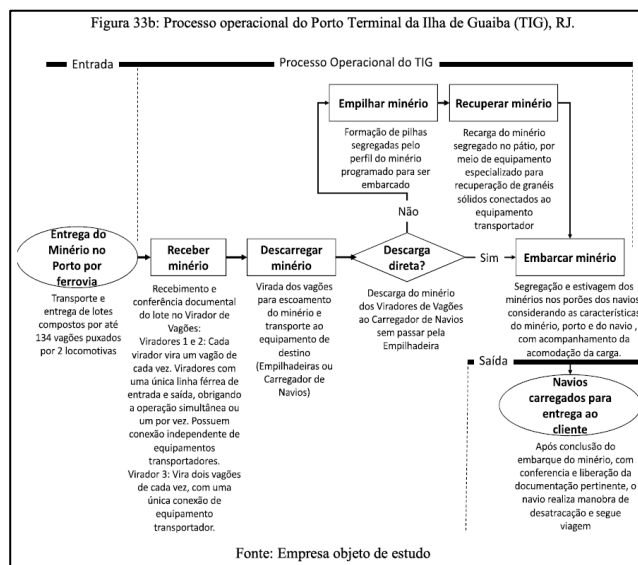 Figura 33b: Processo operacional do Porto Terminal da Ilha de Guaiba (TIG), RJ.
Entrada
Processo Operacional do TIG
Empilhar minério
Formação de pilhas
segregadas pelo
perfil do minério
programado para ser
embarcado
Recuperar minério
Recarga do minério
segregado no pátio, por
meio de equipamento
especializado para
recuperação de granéis
sólidos conectados ao
equipamento
transportador
Não
Entrega do
Minério no
Porto por
ferrovia
Transporte e
entrega de lotes
compostos por até
134 vagões puxados
por 2 locomotivas
Receber
minério
Recebimento e
conferência documental
do lote no Virador de
Vagões:
Viradores 1 e 2: Cada
virador vira um vagão de
cada vez. Viradores com
uma única linha férrea de
entrada e saída, obrigando
a operação simultânea ou
um por vez. Possuem
conexão independente de
equipamentos
transportadores.
Virador 3: Vira dois vagões
de cada vez, com uma
única conexão de
equipamento
transportador.
Descarregar
minério
Virada dos vagões
para escoamento do
minério e transporte
ao equipamento de
destino
(Empilhadeiras ou
Carregador de
Navios)
Descarga
direta?
Descarga do minério
dos Viradores de Vagões
ao Carregador de Navios
sem passar pela
Empilhadeira
Sim
Embarcar minério
Segregação e estivagem dos
minérios nos porões dos navios
considerando as características
do minério, porto e do navio ,
com acompanhamento da
acomodação da carga.
Saída
Navios
carregados para
entrega ao
cliente
Após conclusão do
embarque do minério, com
conferencia e liberação da
documentação pertinente, o
navio realiza manobra de
desatracação e segue
viagem
Fonte: Empresa objeto de estudo